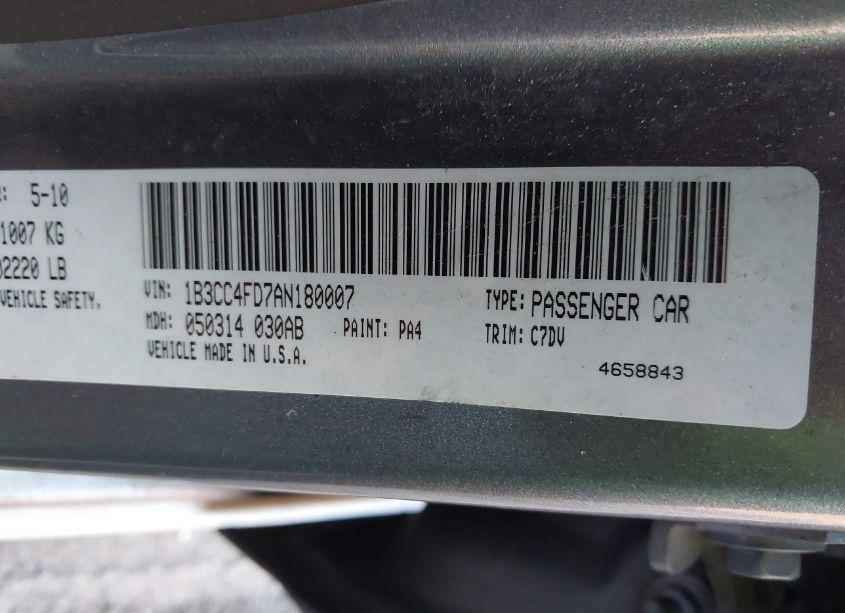 R: 5-10
1007 KG
02220 LB
VEHICLE SAFETY.
VIN: 1B3CC4FD7AN180007
TYPE: PASSENGER CAR
MDH: 050314 030AB
PAINT: PA4
TRIM: C7DV
VEHICLE MADE IN U.S.A.
4658843